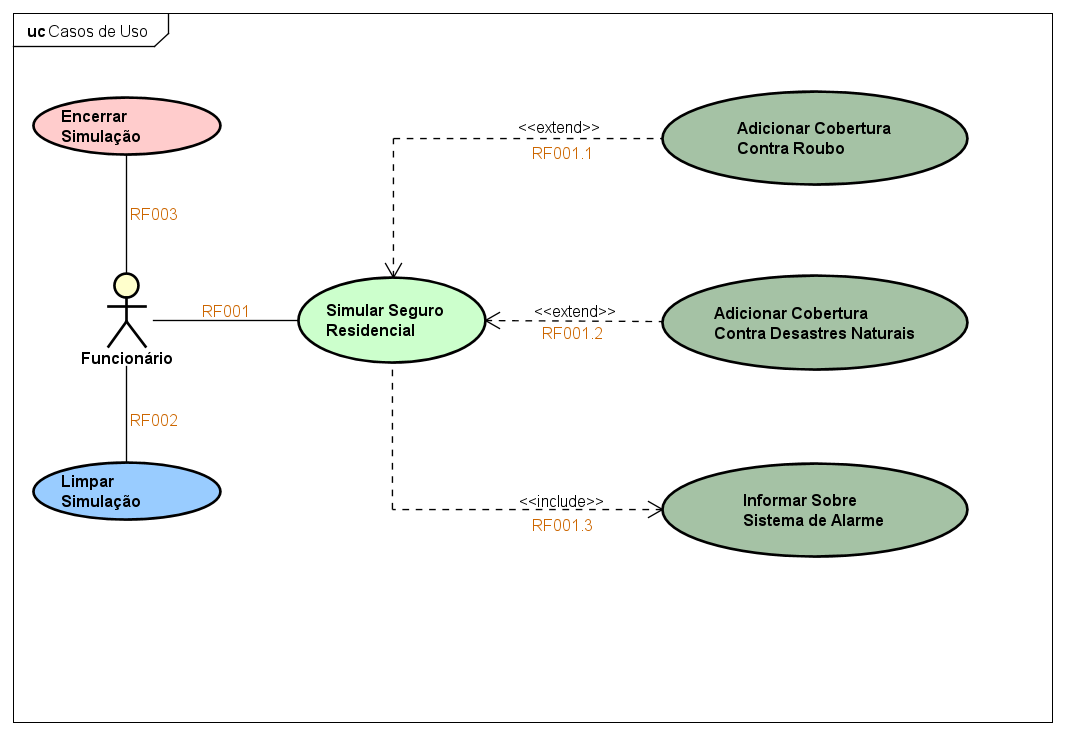 uc Casos de Uso
Encerrar
Simulação
<<extend>>
RF001.1
Adicionar Cobertura
Contra Roubo
RF003
RF001
Simular Seguro
Residencial
<<extend>>
RF001.2
Adicionar Cobertura
Contra Desastres Naturais
Funcionário
RF002
Limpar
Simulação
<<include>>
RF001.3
Informar Sobre
Sistema de Alarme